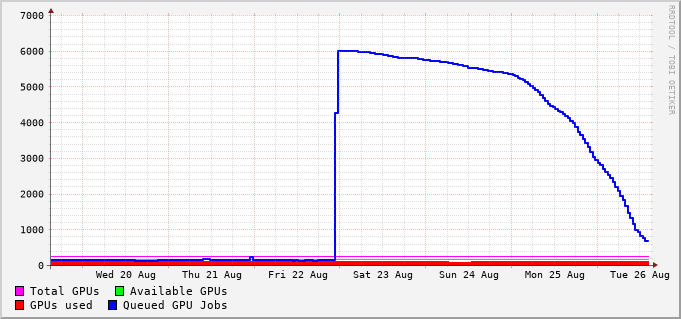 7000
6000
5000
4000
3000
2000
1000
0
Wed 20 Aug Thu 21 Aug Fri 22 Aug Sat 23 Aug Sun 24 Aug Mon 25 Aug Tue 26 Aug
Total GPUs Available GPUs
GPUs used Queued GPU Jobs
RRDTOOL / TOBI OETIKER